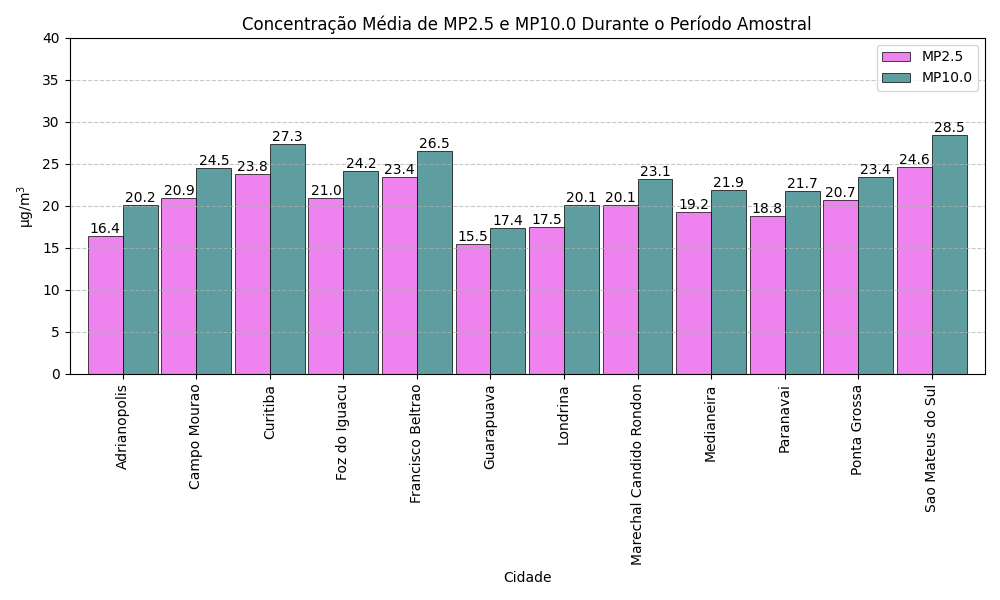 Concentração Média de MP2.5 e MP10.0 Durante o Período Amostral
MP2.5
MP10.0
µg/m³
40
35
30
25
20
15
10
5
0
16.4
20.2
20.9
24.5
23.8
27.3
21.0
24.2
23.4
26.5
15.5
17.4
17.5
20.1
20.1
23.1
19.2
21.9
18.8
21.7
20.7
23.4
24.6
28.5
Adrianopolis
Campo Mourao
Curitiba
Foz do Iguacu
Francisco Beltrao
Guarapuava
Londrina
Marechal Candido Rondon
Medianeira
Paranavai
Ponta Grossa
Sao Mateus do Sul
Cidade